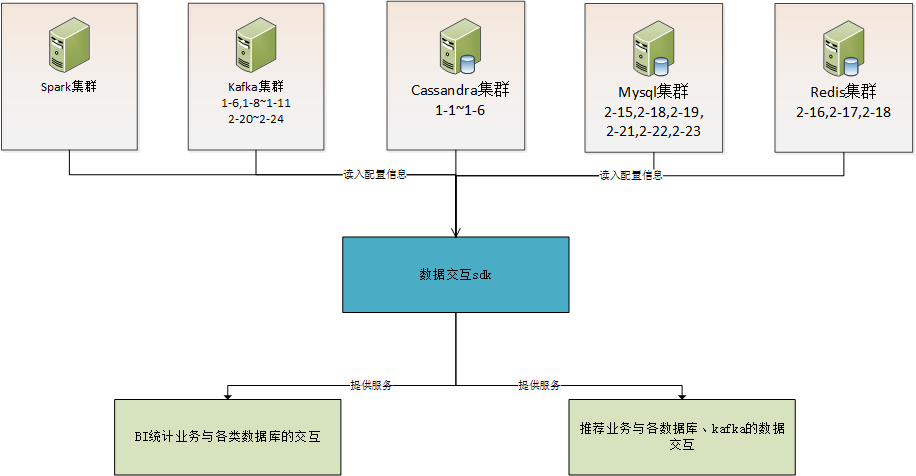 Spark集群
Kafka集群
1-6,1-8~1-11
2-20~2-24
Cassandra集群
1-1~1-6
Mysql集群
2-15,2-18,2-19,
2-21,2-22,2-23
Redis集群
2-16,2-17,2-18
读入配置信息
读入配置信息
数据交互sdk
提供服务
提供服务
BI统计业务与各类数据库的交互
推荐业务与各数据库、kafka的数据
交互